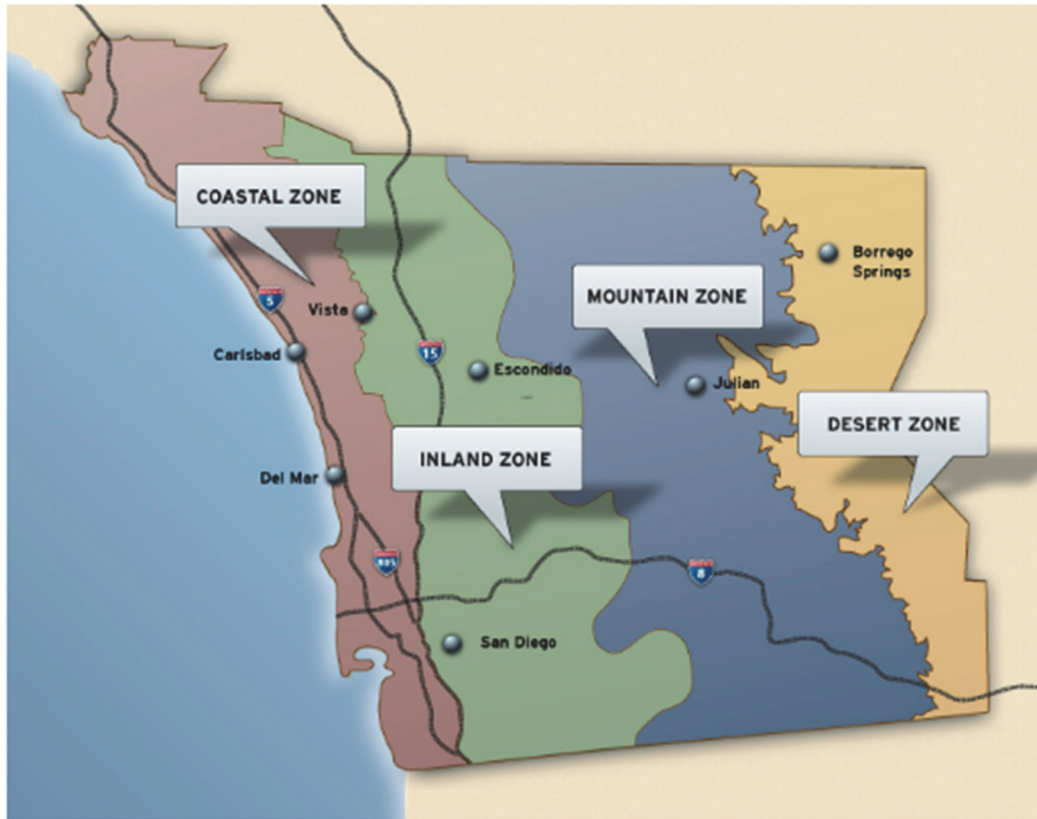 COASTAL ZONE
Borrego
Springs
MOUNTAIN ZONE
5
Vista
15
Carlsbad
Escondido
Julian
DESERT ZONE
INLAND ZONE
Del Mar
805
8
San Diego